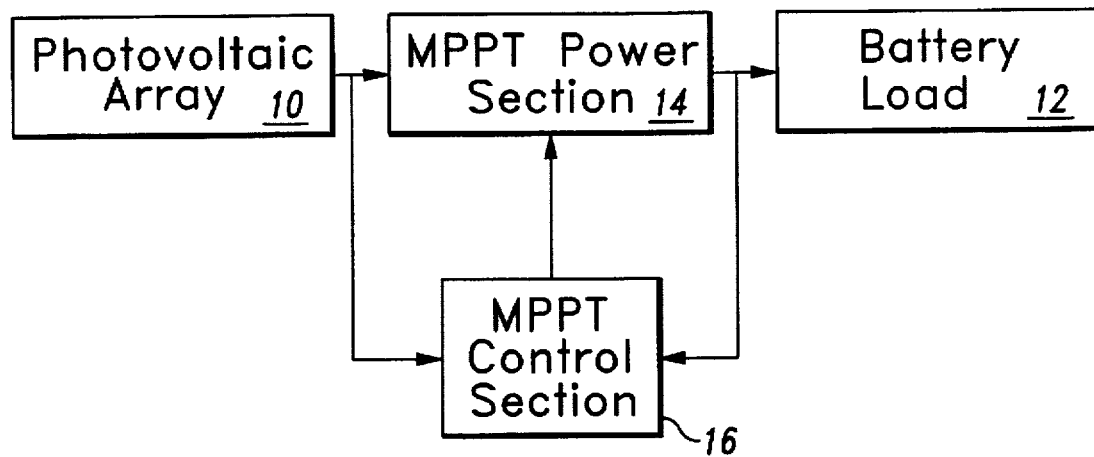 Photovoltaic
Array 10
MPPT Power
Section 14
Battery
Load 12
MPPT
Control
Section
16